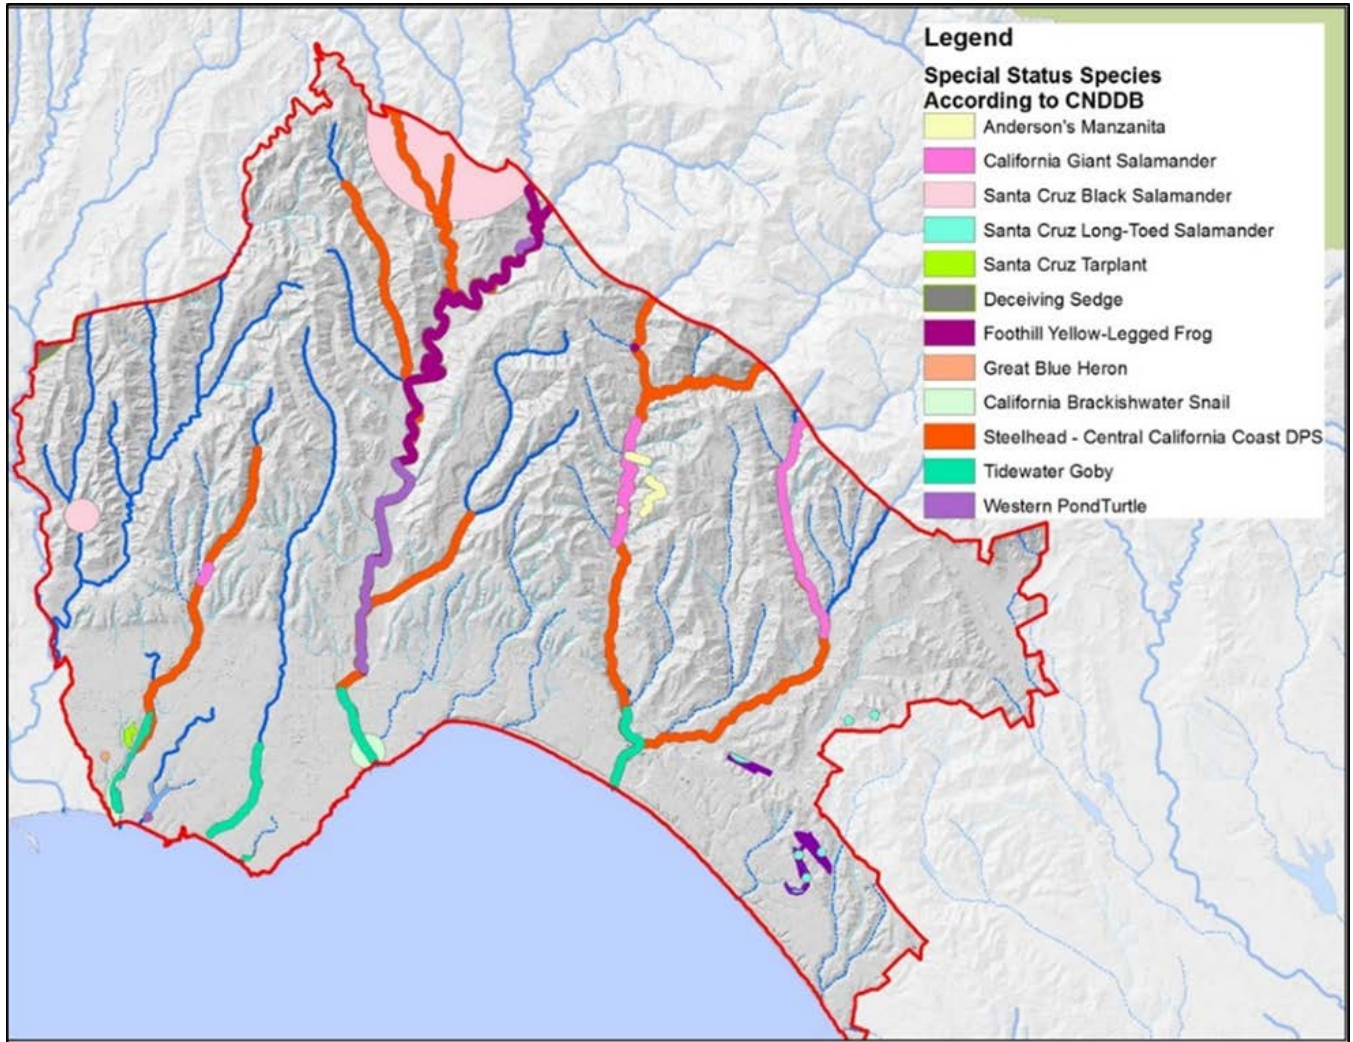 Legend
Special Status Species
According to CNDDB
Anderson's Manzanita
California Giant Salamander
Santa Cruz Black Salamander
Santa Cruz Long-Toed Salamander
Santa Cruz Tarplant
Deceiving Sedge
Foothill Yellow-Legged Frog
Great Blue Heron
California Brackishwater Snail
Steelhead - Central California Coast DPS
Tidewater Goby
Western PondTurtle